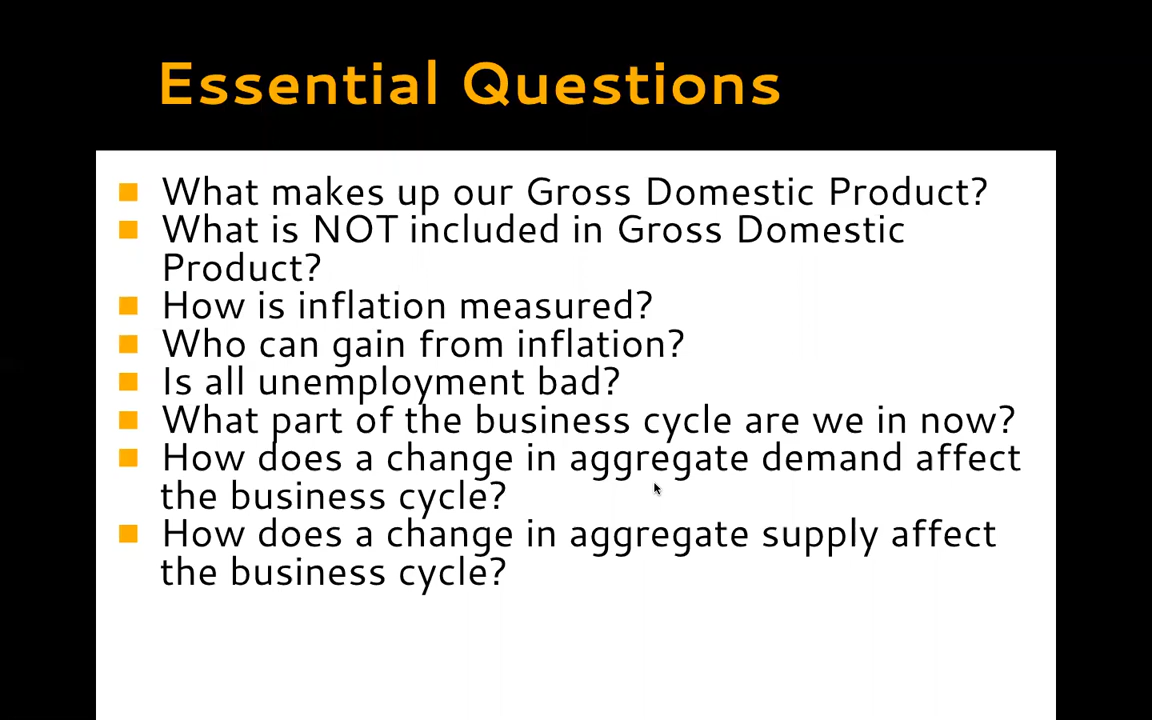 Essential Questions
What makes up our Gross Domestic Product?
What is NOT included in Gross Domestic
Product?
How is inflation measured?
Who can gain from inflation?
Is all unemployment bad?
What part of the business cycle are we in now?
How does a change in aggregate demand affect
the business cycle?
How does a change in aggregate supply affect
the business cycle?